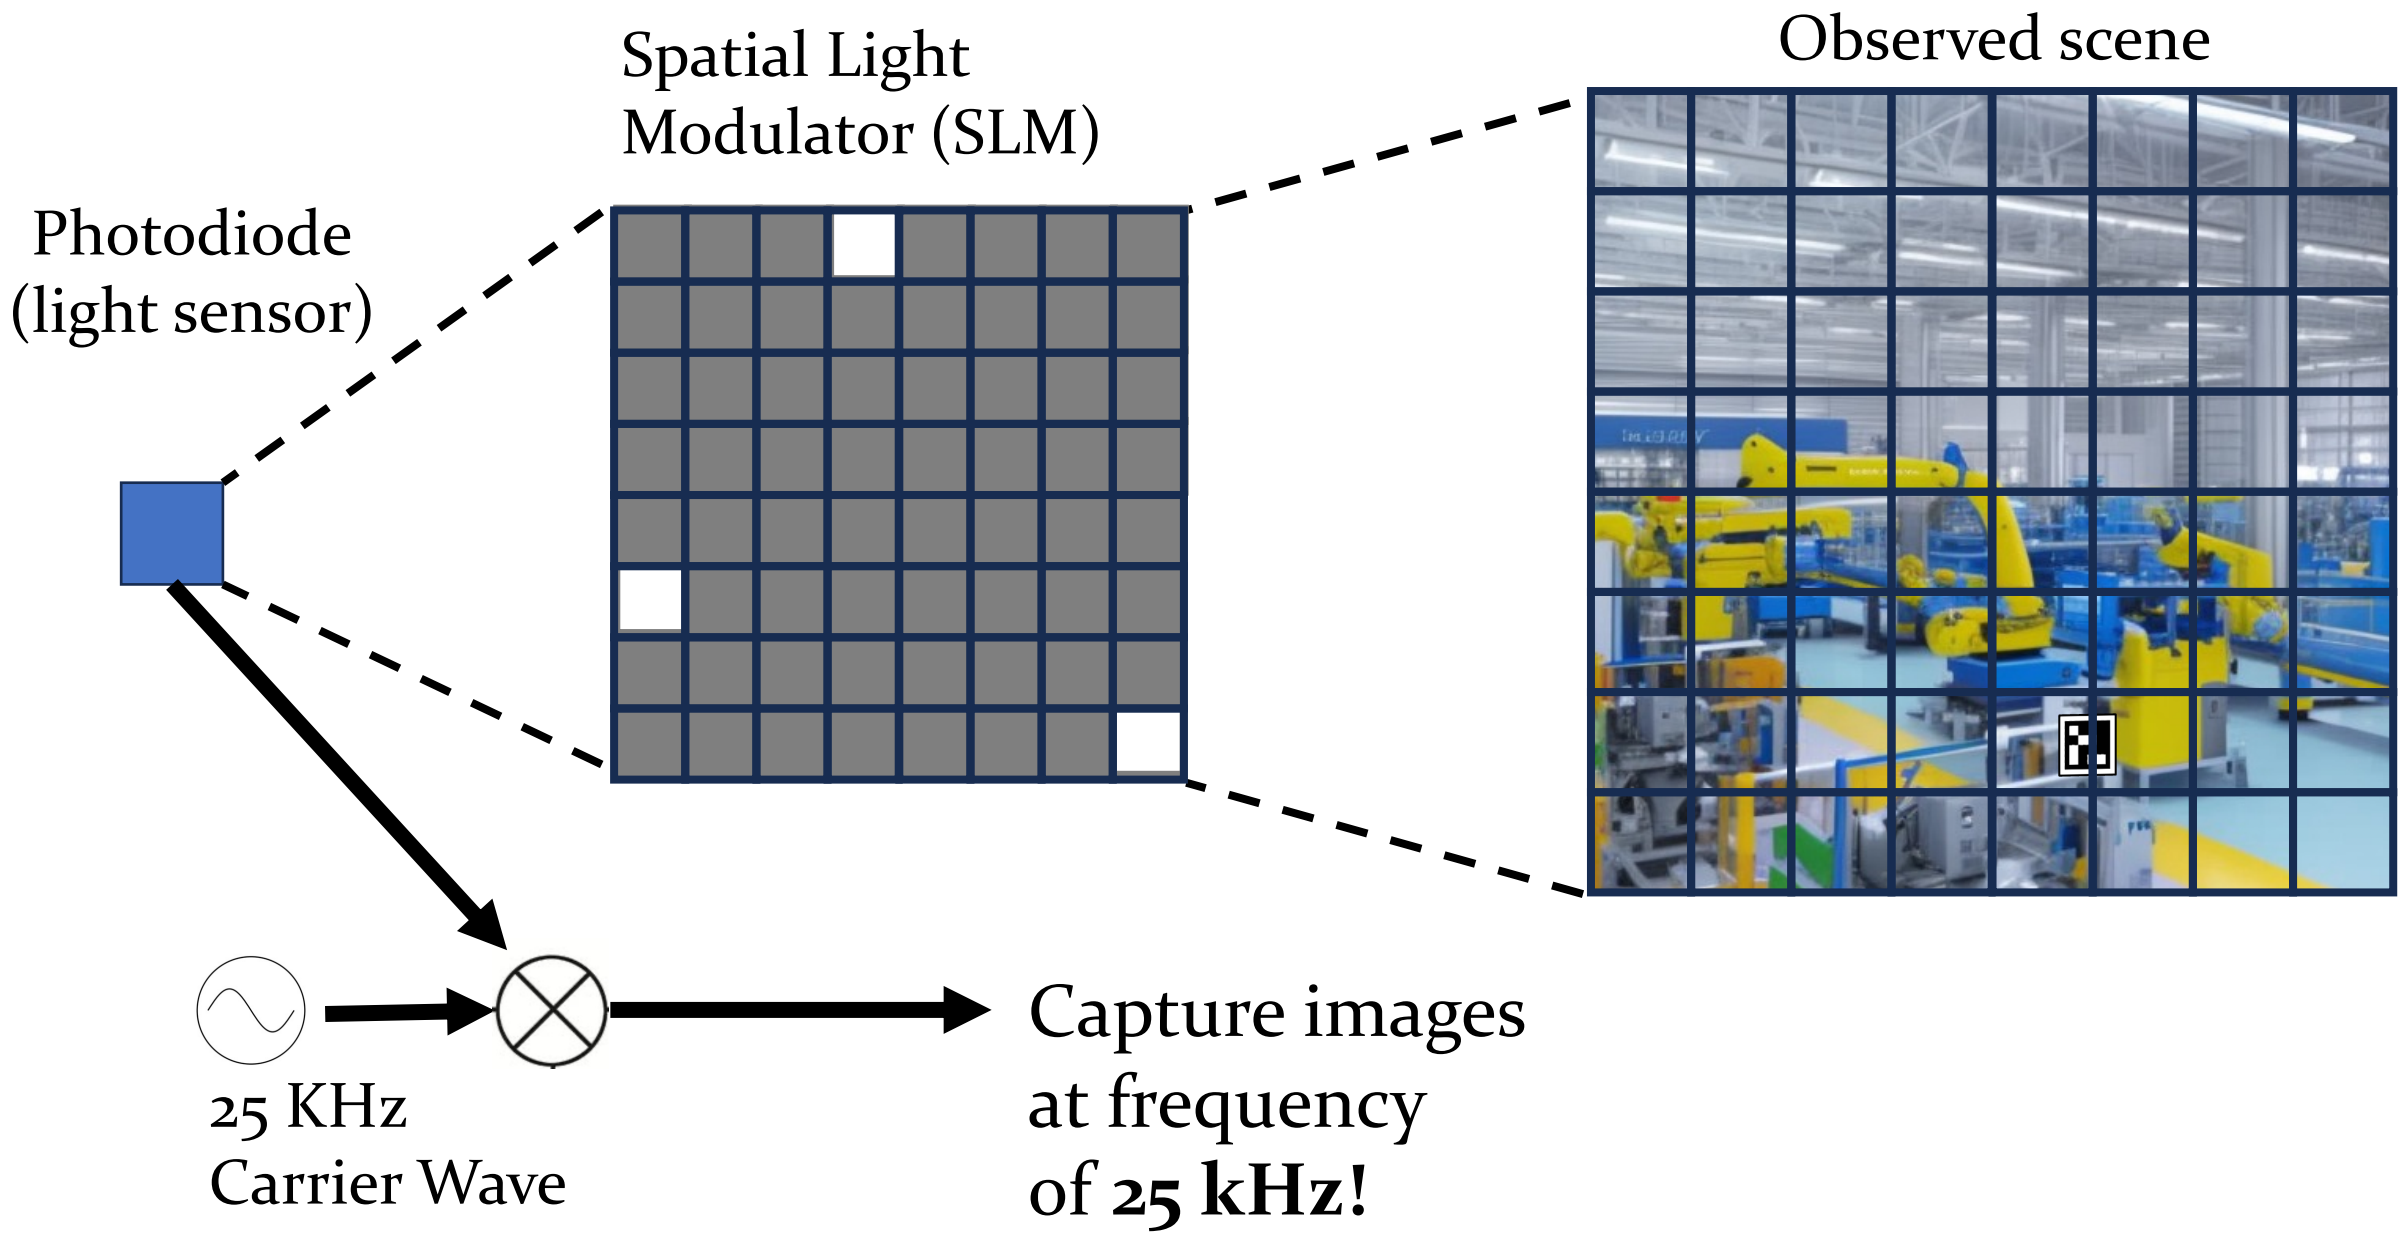 Spatial Light
Modulator (SLM)
Observed scene
Photodiode
(light sensor)
25 KHz
Carrier Wave
Capture images
at frequency
of 25 kHz!